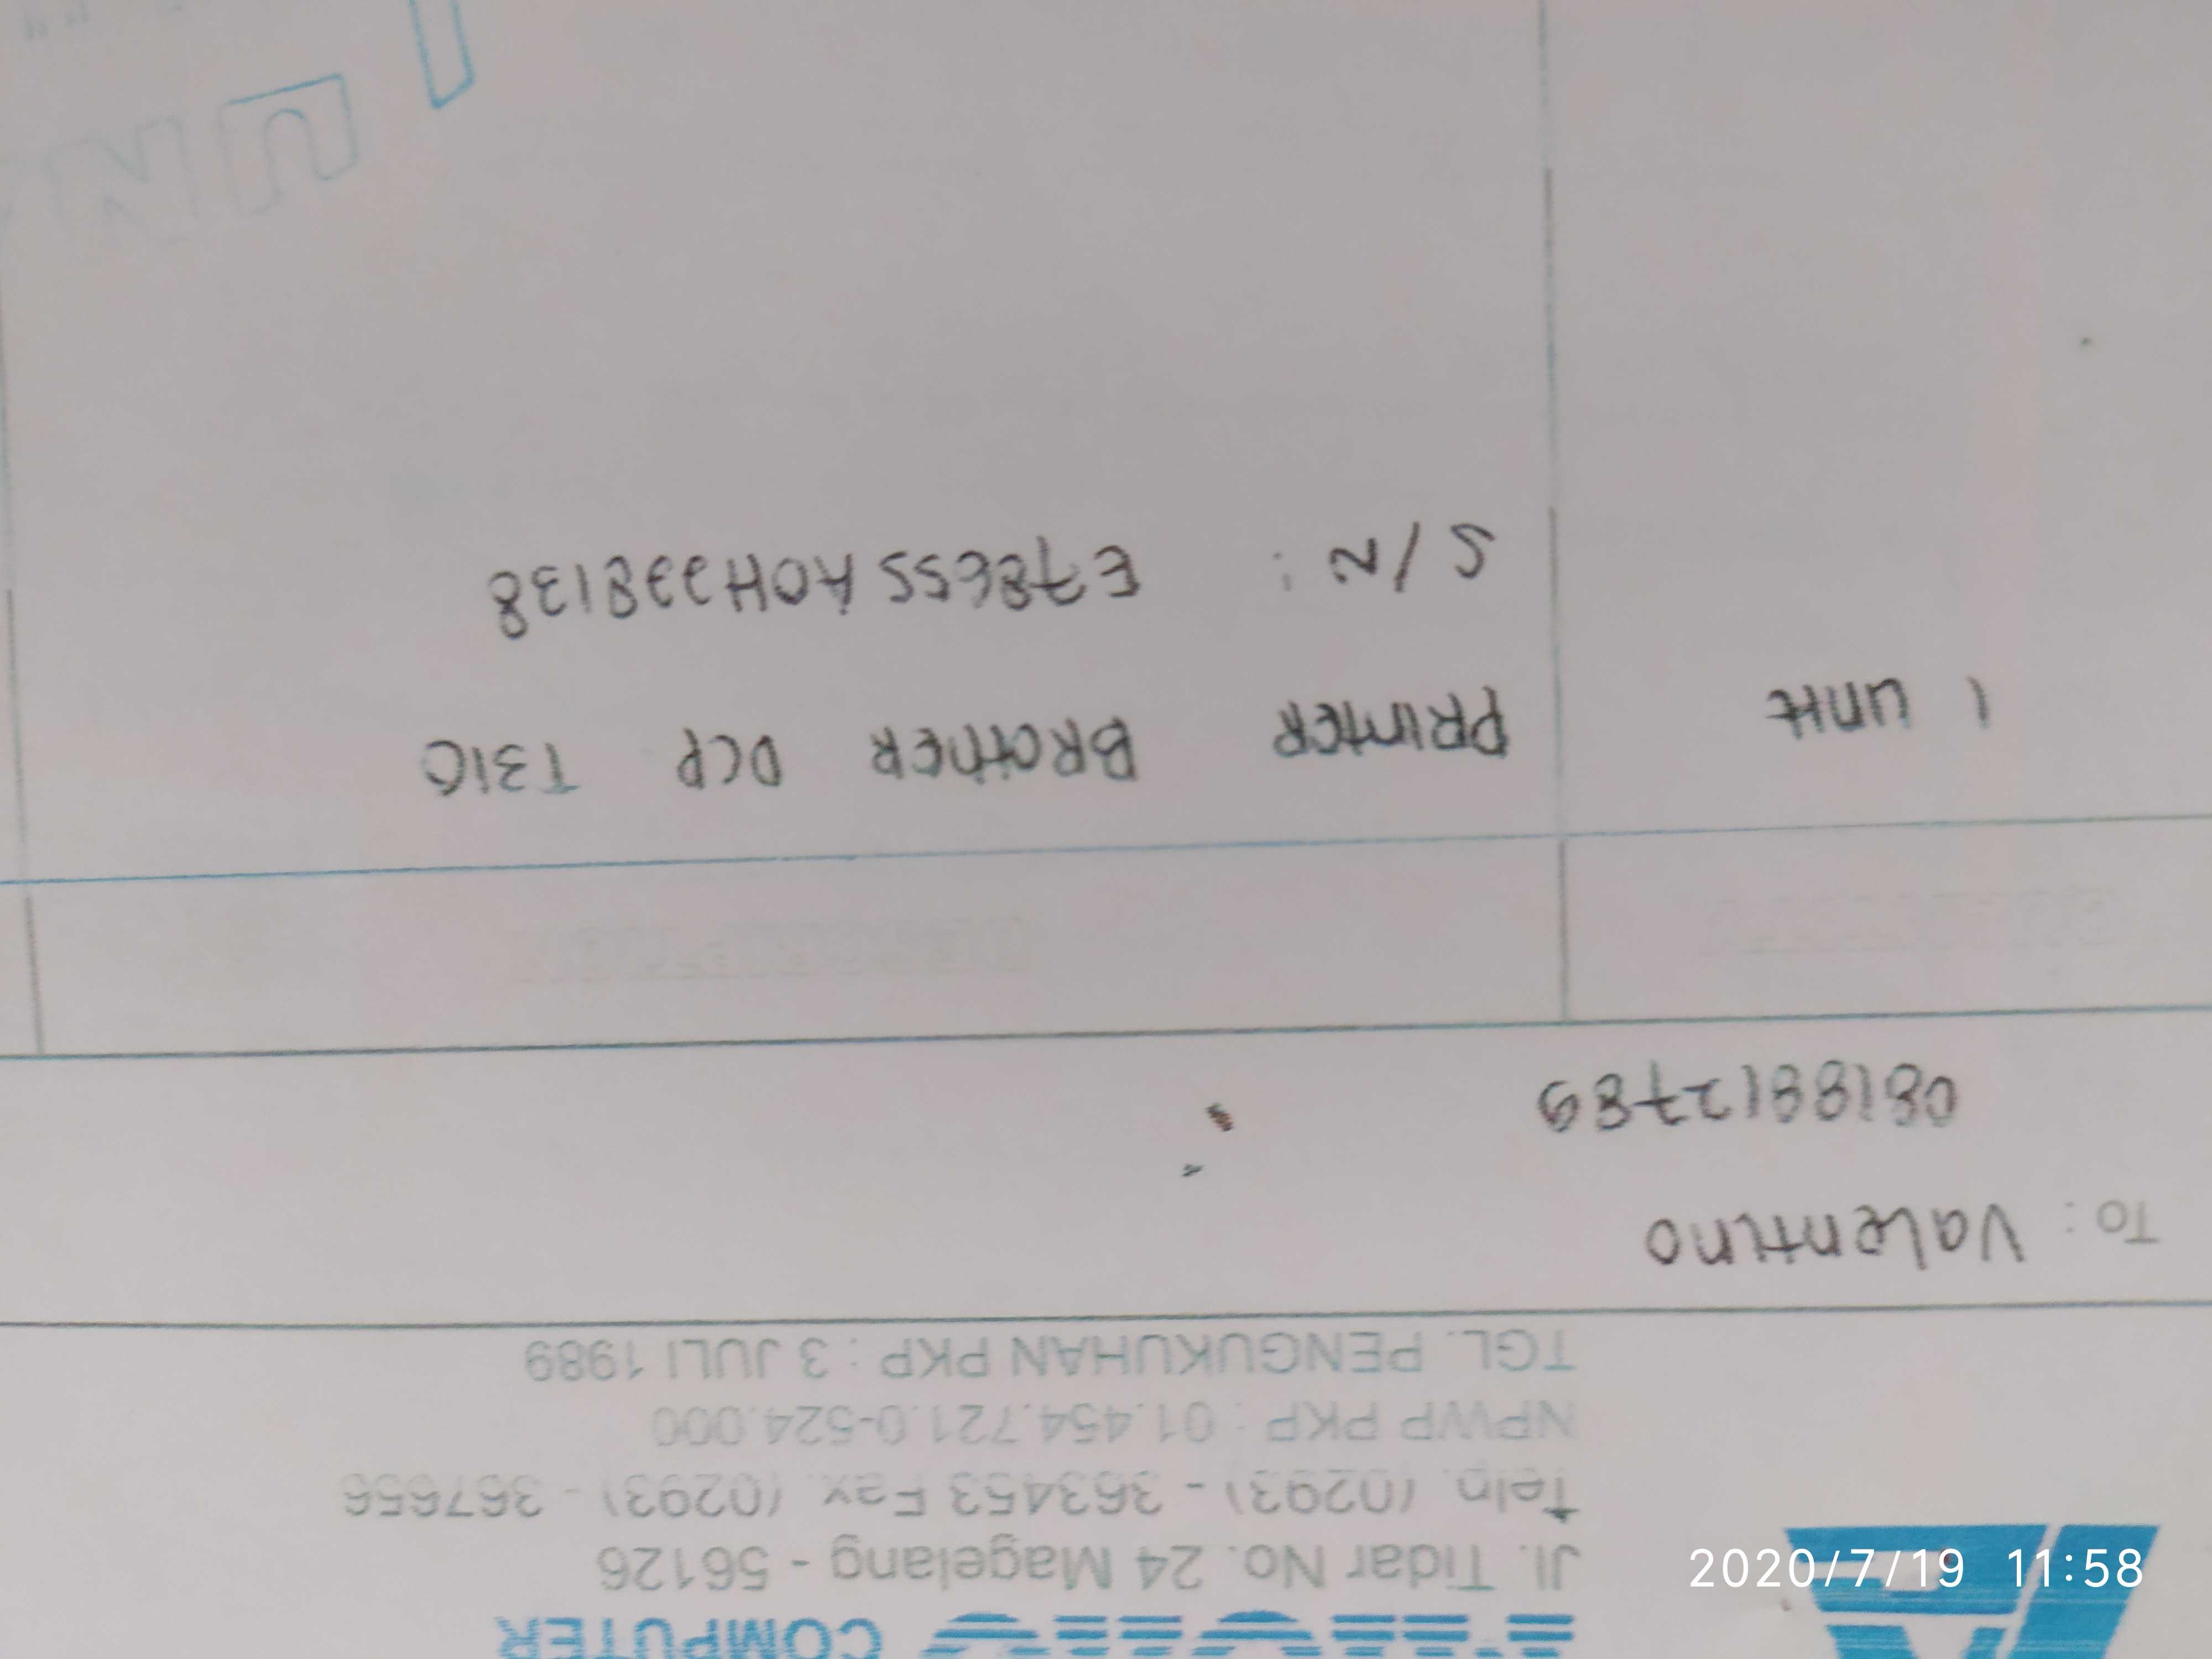 COMPUTER
Jl. Tidar No. 24 Magelang - 56126
Telp. (0293) - 363453 Fax. (0293) - 367656
NPWP PKP : 01.454.721.0-524.000
TGL. PENGUKUHAN PKP : 3 JULI 1989
To : Valentino
0818812789
1 unit PRINTER BROTHER DCP T310
S/N : E78655A0H398138
2020/7/19 11:58